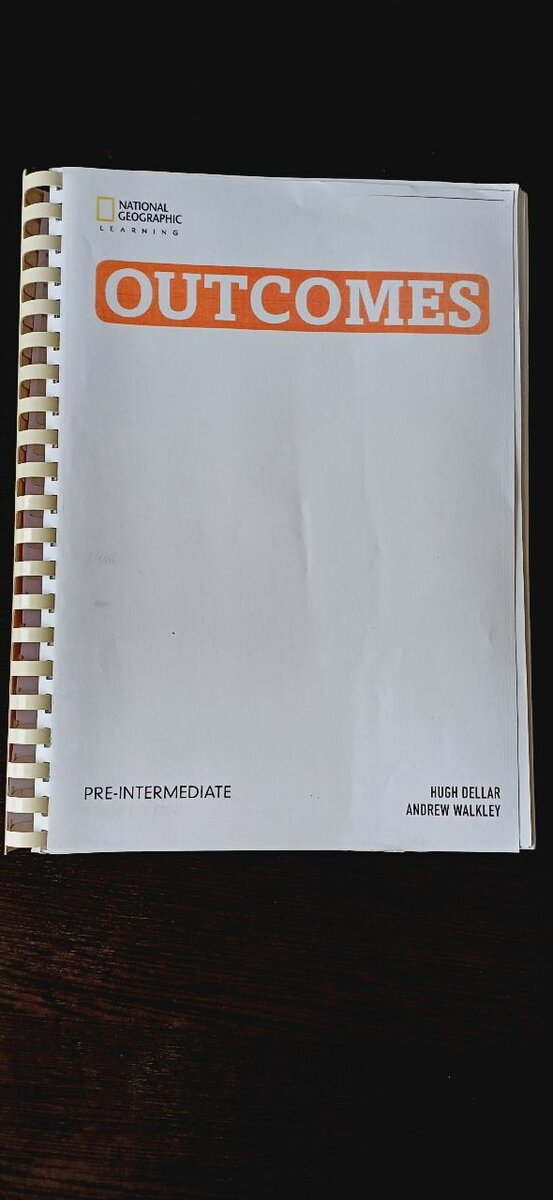 NATIONAL
GEOGRAPHIC
LEARNING
OUTCOMES
PRE-INTERMEDIATE
HUGH DELLAR
ANDREW WALKLEY